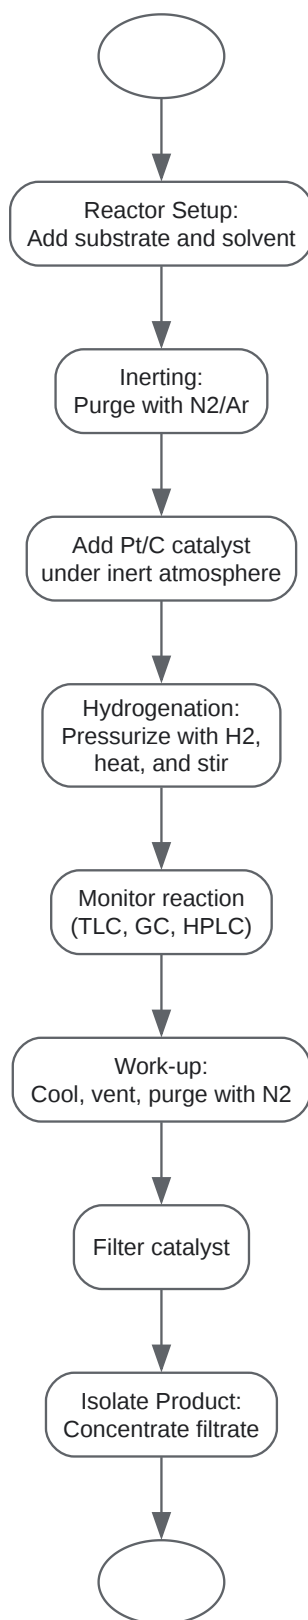 Reactor Setup:
Add substrate and solvent
Inerting:
Purge with N2/Ar
Add Pt/C catalyst
under inert atmosphere
Hydrogenation:
Pressurize with H2,
heat, and stir
Monitor reaction
(TLC, GC, HPLC)
Work-up:
Cool, vent, purge with N2
Filter catalyst
Isolate Product:
Concentrate filtrate